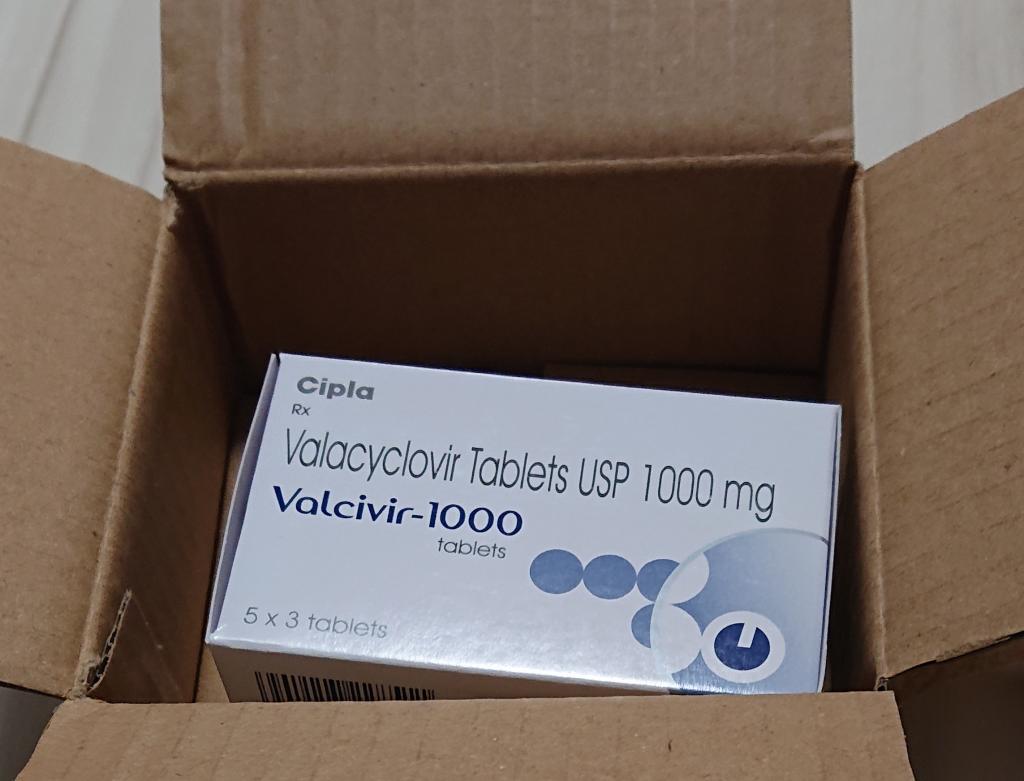 Cipla
Rx
Valacyclovir Tablets USP 1000 mg
Valcivir-1000
tablets
5 x 3 tablets